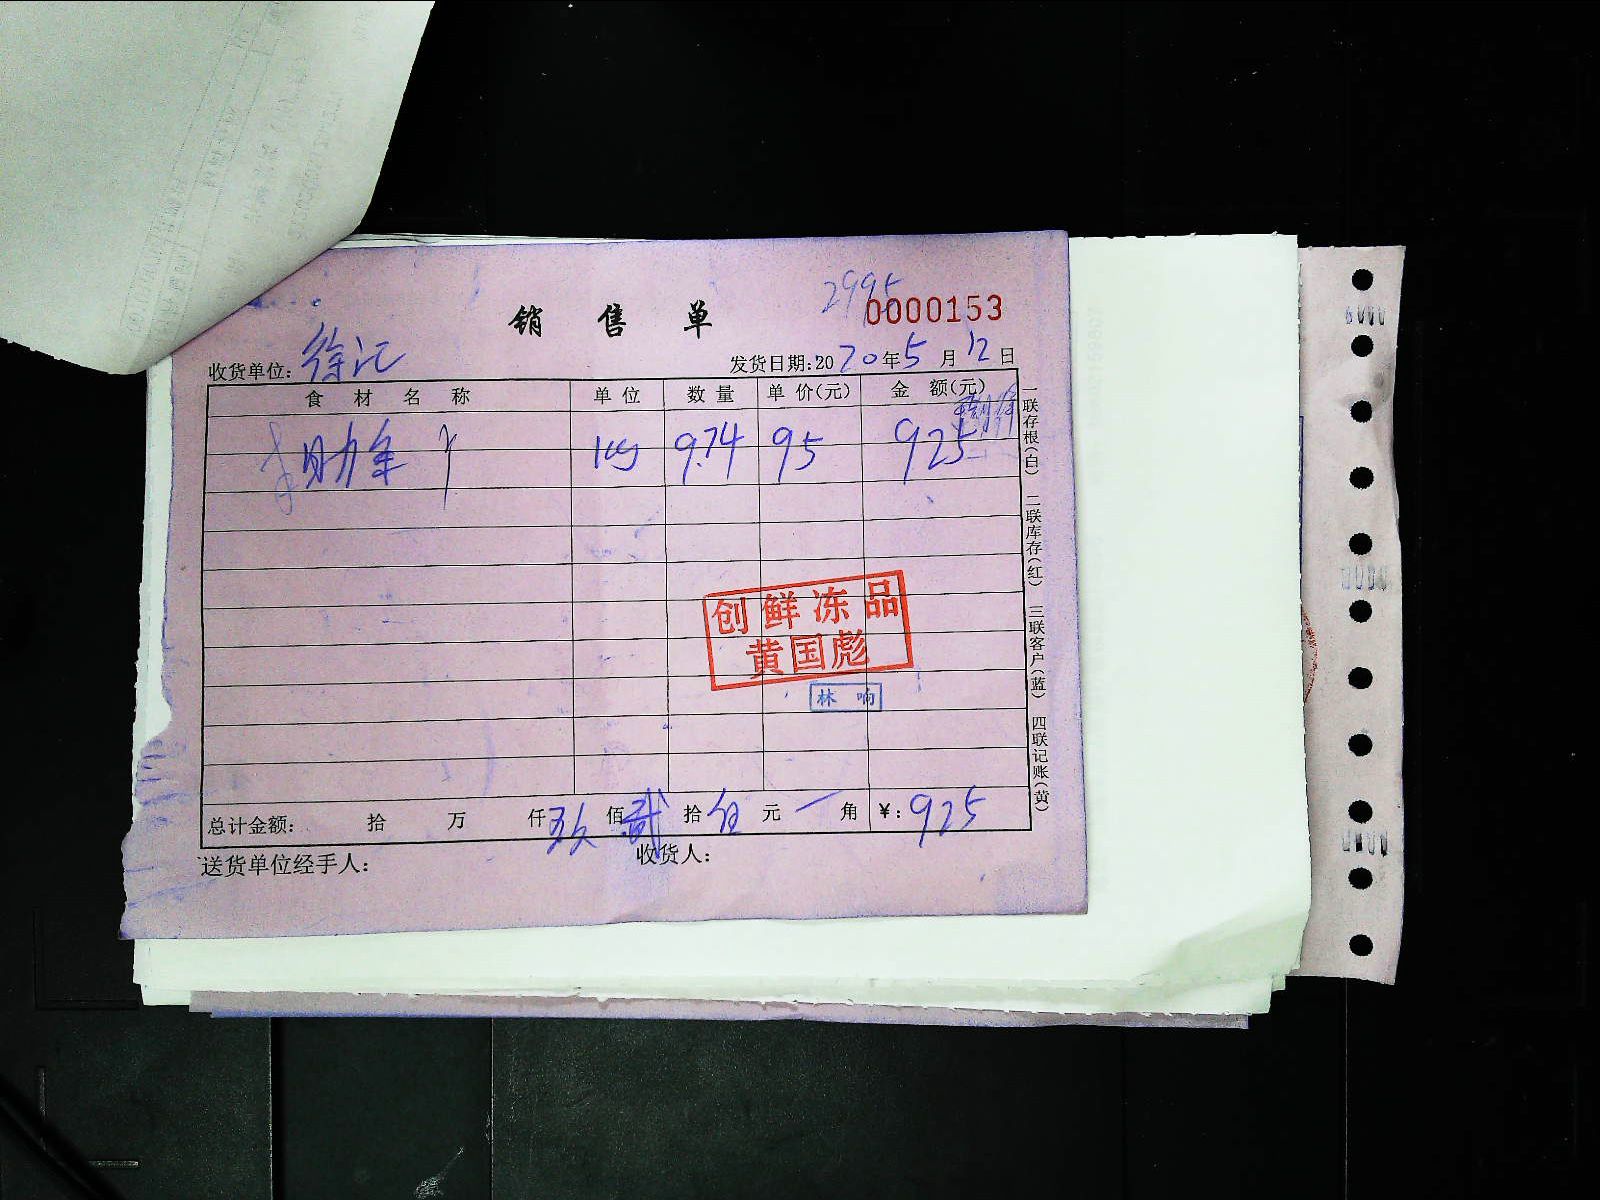 销售单
2995
0000153
收货单位: 徐记
发货日期:2020年5月12日
食材名称 单位 数量 单价(元) 金额(元)
kg 9.74 95 925
创鲜冻品
黄国彪
林响
总计金额: 拾 万 仟玖佰贰拾伍元一角 ¥:925
送货单位经手人: 收货人:
一联存根(白) 二联库存(红) 三联客户(蓝) 四联记账(黄)